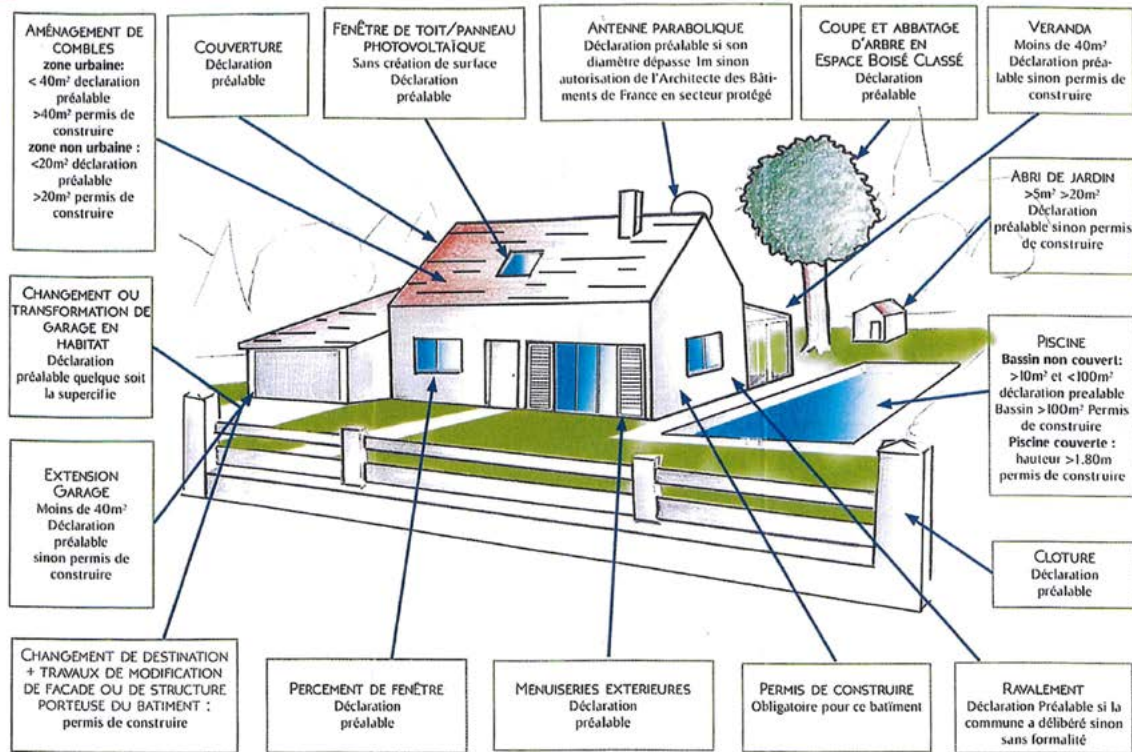 AMÉNAGEMENT DE
COMBLES
zone urbaine:
< 40m² declaration
préalable
>40m² permis de
construire
zone non urbaine :
<20m² déclaration
préalable
>20m² permis de
construire
COUVERTURE
Déclaration
préalable
FENÊTRE DE TOIT/PANNEAU
PHOTOVOLTAÏQUE
Sans création de surface
Déclaration
préalable
ANTENNE PARABOLIQUE
Déclaration préalable si son
diamètre dépasse 1m sinon
autorisation de l'Architecte des Bâti-
ments de France en secteur protégé
COUPE ET ABBATAGE
D'ARBRE EN
ESPACE BOISÉ CLASSÉ
Déclaration
préalable
VERANDA
Moins de 40m²
Déclaration préa-
lable sinon permis de
construire
ABRI DE JARDIN
>5m² >20m²
Déclaration
préalable sinon permis
de construire
CHANGEMENT OU
TRANSFORMATION DE
GARAGE EN
HABITAT
Déclaration
préalable quelque soit
la supercifie
PISCINE
Bassin non couvert:
>10m² et <100m²
déclaration prealable
Bassin >100m² Permis
de construire
Piscine couverte :
hauteur >1.80m
permis de construire
EXTENSION
GARAGE
Moins de 40m²
Déclaration
préalable
sinon permis de
construire
CLOTURE
Déclaration
préalable
CHANGEMENT DE DESTINATION
+ TRAVAUX DE MODIFICATION
DE FACADE OU DE STRUCTURE
PORTEUSE DU BATIMENT :
permis de construire
PERCEMENT DE FENÊTRE
Déclaration
préalable
MENUISERIES EXTERIEURES
Déclaration
préalable
PERMIS DE CONSTRUIRE
Obligatoire pour ce batïment
RAVALEMENT
Déclaration Préalable si la
commune a délibéré sinon
sans formalité